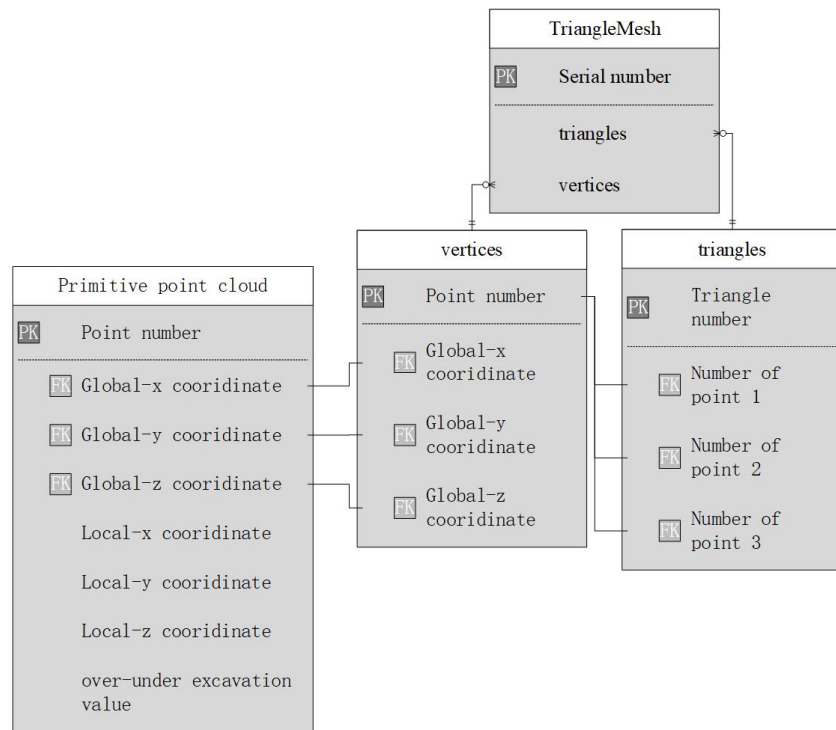 TriangleMesh
PK Serial number
triangles
vertices
vertices
PK Point number
FK Global-x
cooridinate
FK Global-y
cooridinate
FK Global-z
cooridinate
triangles
PK Triangle
number
FK Number of
point 1
FK Number of
point 2
FK Number of
point 3
Primitive point cloud
PK Point number
FK Global-x cooridinate
FK Global-y cooridinate
FK Global-z cooridinate
Local-x cooridinate
Local-y cooridinate
Local-z cooridinate
over-under excavation
value